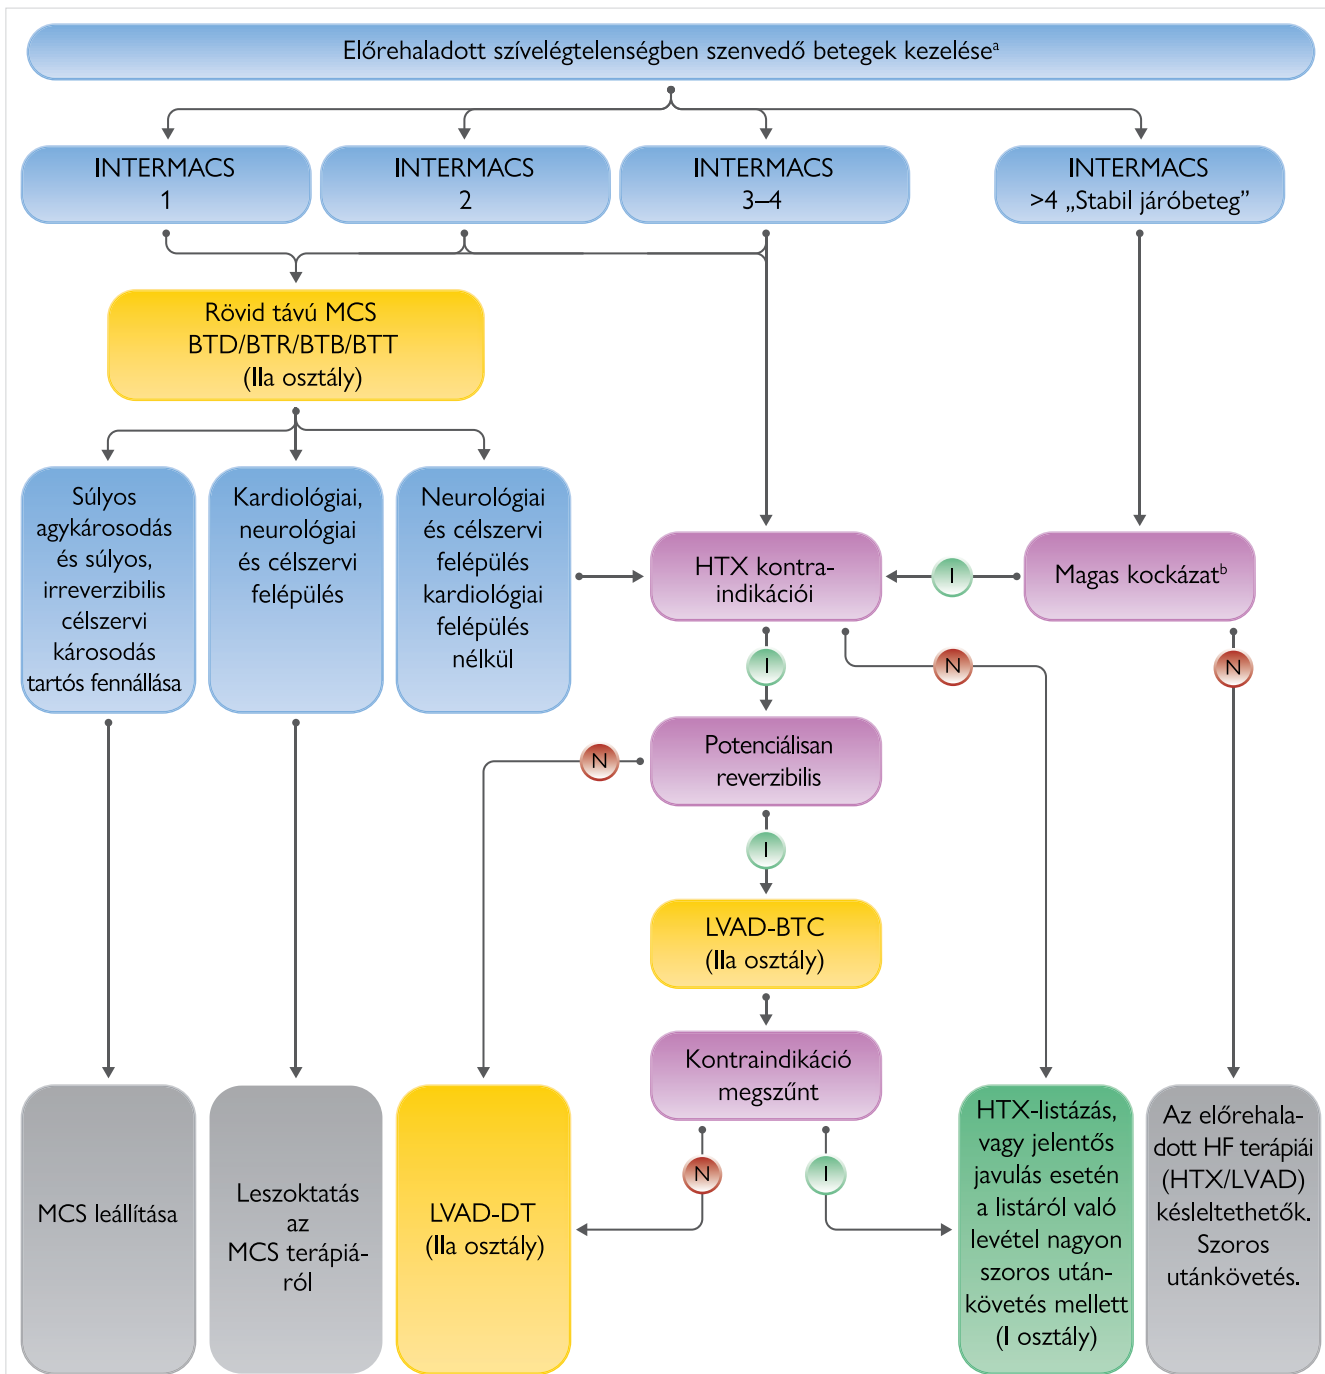 Előrehaladott szívelégtelenségben szenvedő betegek kezeléseᵃ
INTERMACS
1
INTERMACS
2
INTERMACS
3–4
INTERMACS
>4 „Stabil járóbeteg”
Rövid távú MCS
BTD/BTR/BTB/BTT
(IIa osztály)
Súlyos
agykárosodás
és súlyos,
irreverzibilis
célszervi
károsodás
tartós fennállása
Kardiológiai,
neurológiai
és célszervi
felépülés
Neurológiai
és célszervi
felépülés
kardiológiai
felépülés
nélkül
HTX kontra-
indikációi
I
Magas kockázatᵇ
I
N
N
Potenciálisan
reverzibilis
N
I
LVAD-BTC
(IIa osztály)
Kontraindikáció
megszűnt
N
I
MCS leállítása
Leszoktatás
az
MCS terápiá-
ról
LVAD-DT
(IIa osztály)
HTX-listázás,
vagy jelentős
javulás esetén
a listáról való
levétel nagyon
szoros után-
követés mellett
(I osztály)
Az előrehala-
dott HF terápiái
(HTX/LVAD)
késleltethetők.
Szoros
utánkövetés.